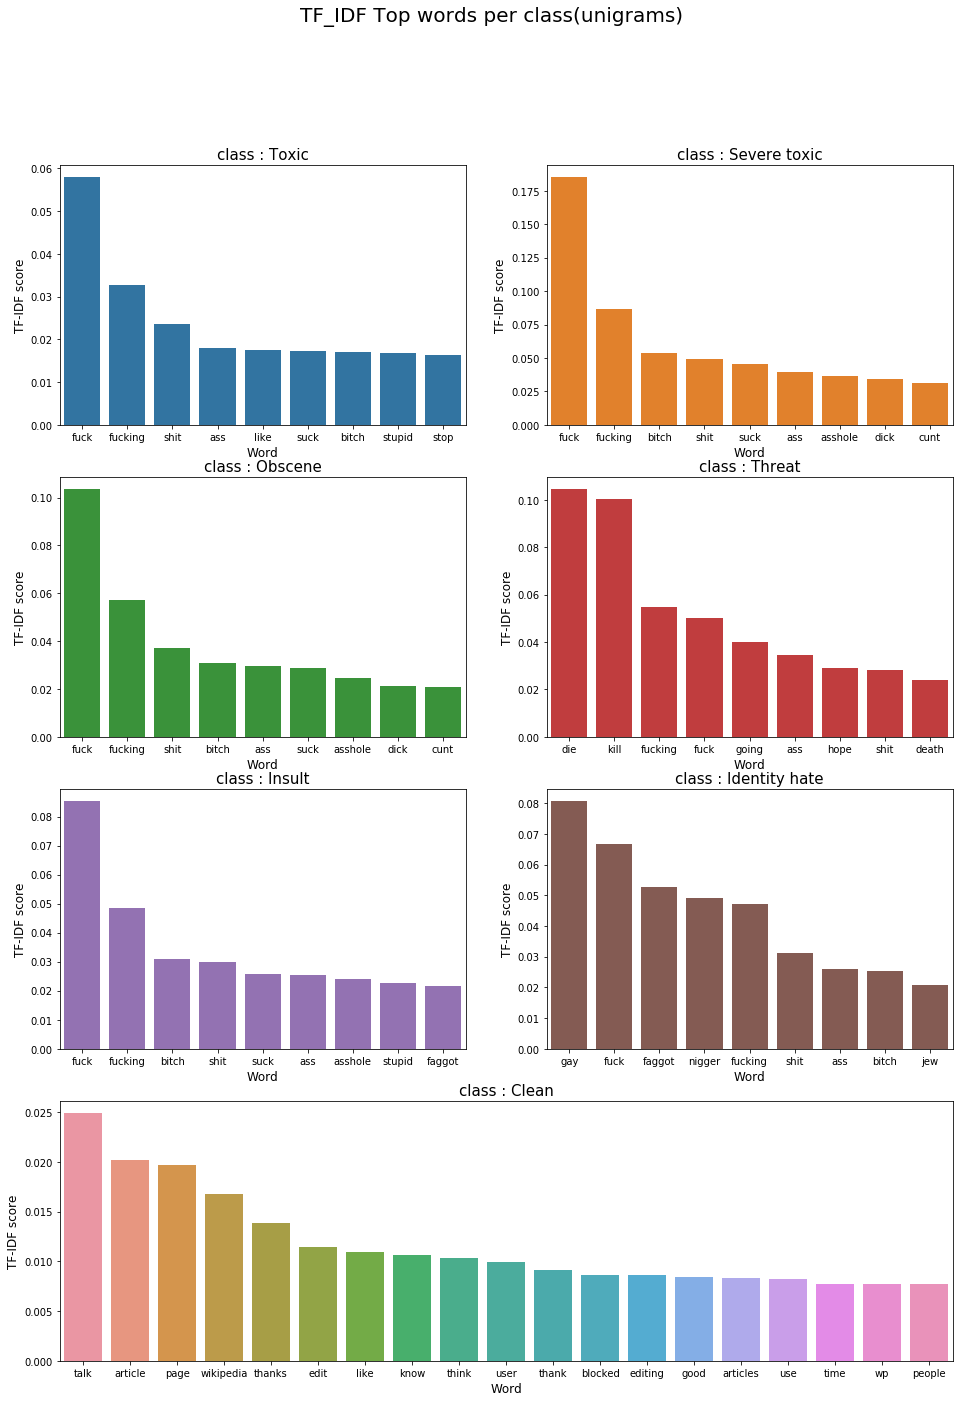 TF_IDF Top words per class(unigrams)
class : Toxic
TF-IDF score
0.06
0.05
0.04
0.03
0.02
0.01
0.00
fuck fucking shit ass like suck bitch stupid stop
Word
class : Severe toxic
TF-IDF score
0.175
0.150
0.125
0.100
0.075
0.050
0.025
0.000
fuck fucking bitch shit suck ass asshole dick cunt
Word
class : Obscene
TF-IDF score
0.10
0.08
0.06
0.04
0.02
0.00
fuck fucking shit bitch ass suck asshole dick cunt
Word
class : Threat
TF-IDF score
0.10
0.08
0.06
0.04
0.02
0.00
die kill fucking fuck going ass hope shit death
Word
class : Insult
TF-IDF score
0.08
0.07
0.06
0.05
0.04
0.03
0.02
0.01
0.00
fuck fucking bitch shit suck ass asshole stupid faggot
Word
class : Identity hate
TF-IDF score
0.08
0.07
0.06
0.05
0.04
0.03
0.02
0.01
0.00
gay fuck faggot nigger fucking shit ass bitch jew
Word
class : Clean
TF-IDF score
0.025
0.020
0.015
0.010
0.005
0.000
talk article page wikipedia thanks edit like know think user thank blocked editing good articles use time wp people
Word